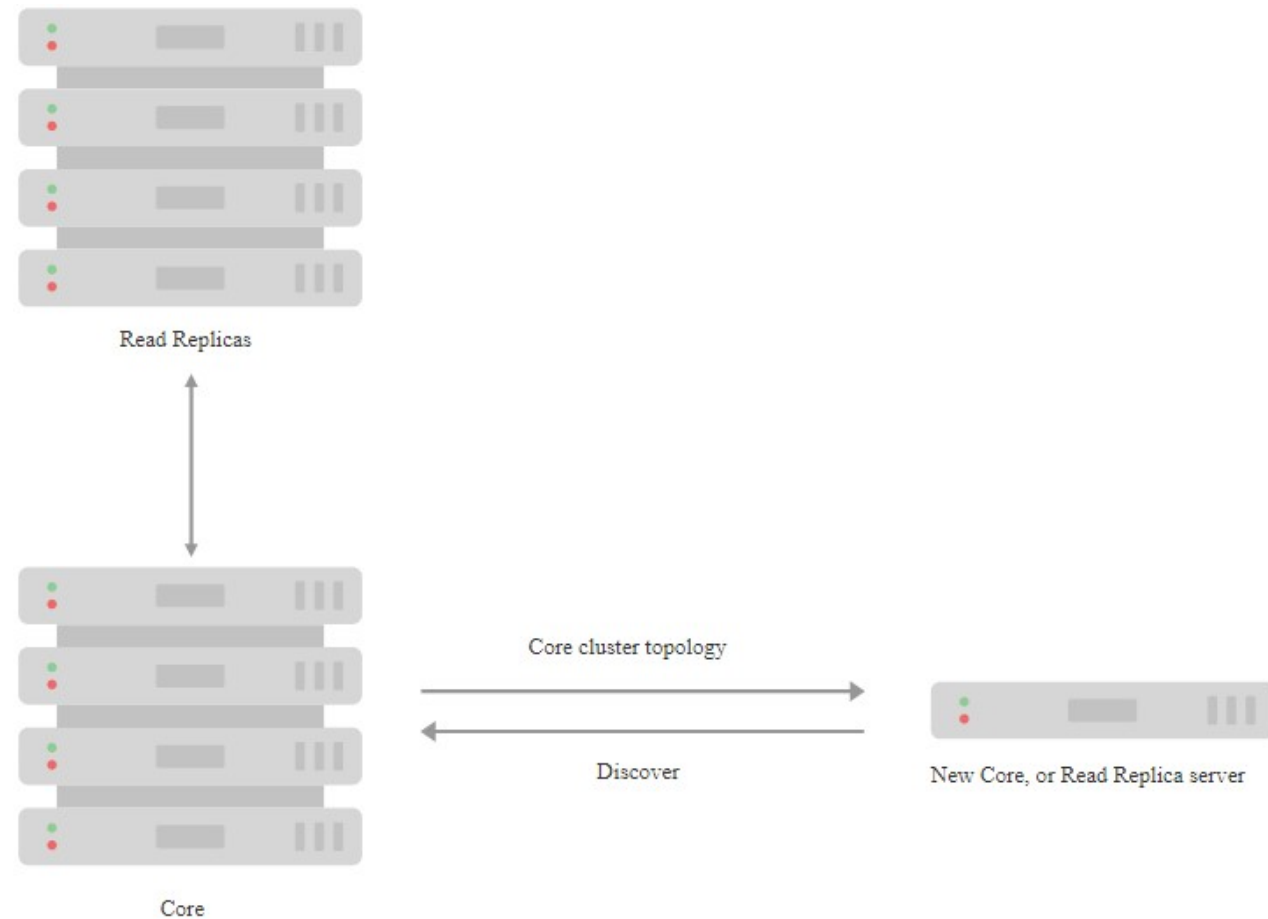 Read Replicas
Core cluster topology
Discover
New Core, or Read Replica server
Core